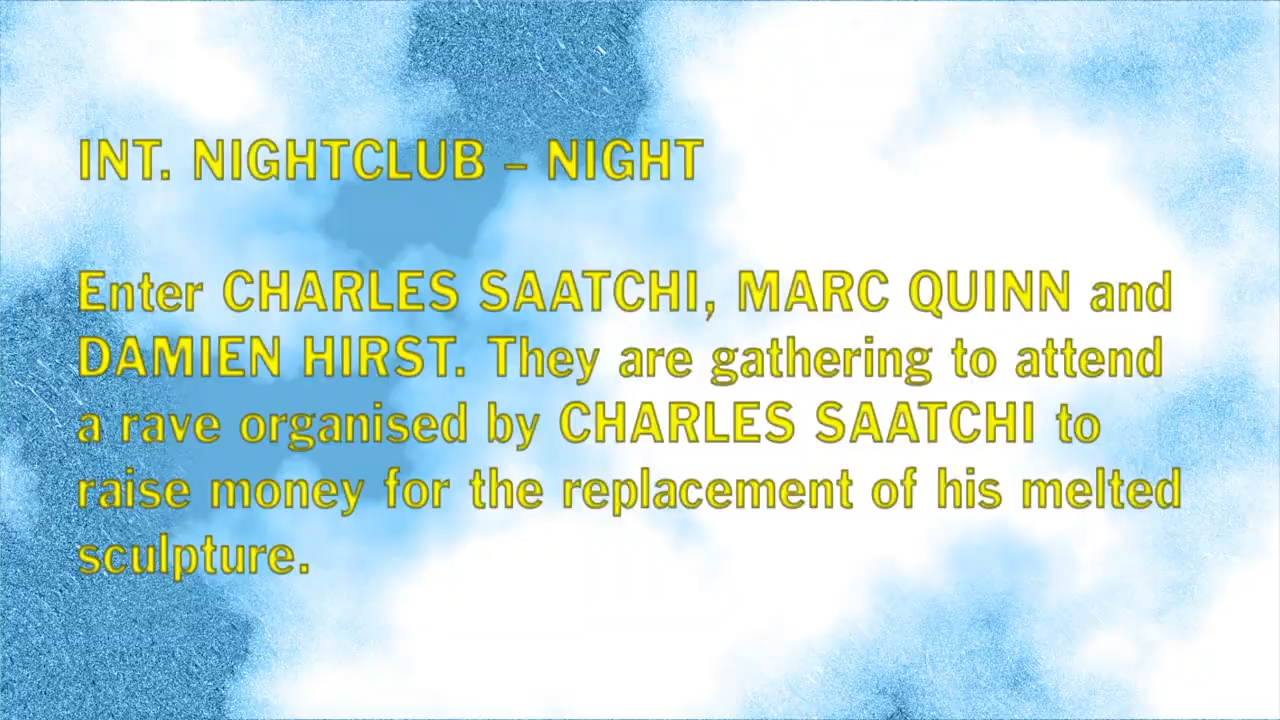 INT. NIGHTCLUB – NIGHT
Enter CHARLES SAATCHI, MARC QUINN and
DAMIEN HIRST. They are gathering to attend
a rave organised by CHARLES SAATCHI to
raise money for the replacement of his melted
sculpture.